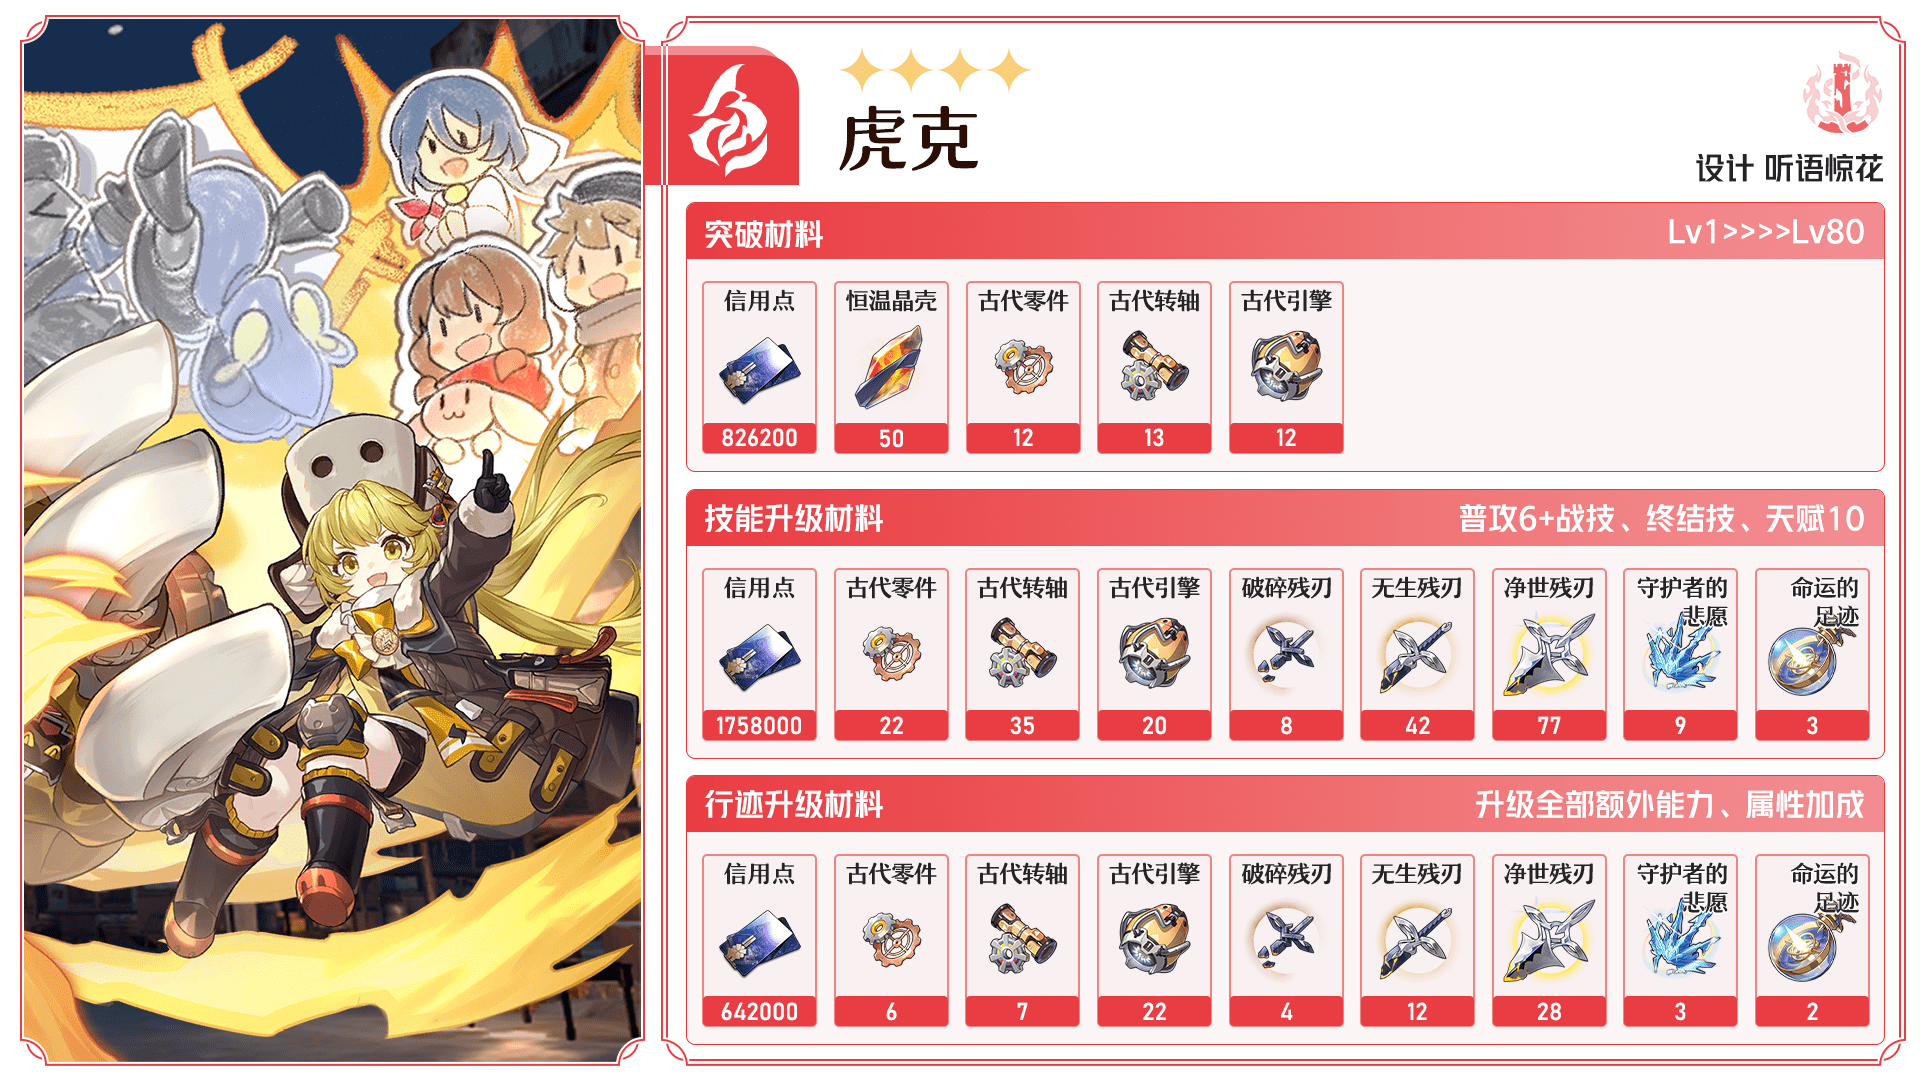 虎克
设计 听语惊花
突破材料 Lv1>>>>Lv80
信用点 恒温晶壳 古代零件 古代转轴 古代引擎
826200 50 12 13 12
技能升级材料 普攻6+战技、终结技、天赋10
信用点 古代零件 古代转轴 古代引擎 破碎残刃 无生残刃 净世残刃 守护者的 命运的
悲愿 足迹
1758000 22 35 20 8 42 77 9 3
行迹升级材料 升级全部额外能力、属性加成
信用点 古代零件 古代转轴 古代引擎 破碎残刃 无生残刃 净世残刃 守护者的 命运的
悲愿 足迹
642000 6 7 22 4 12 28 3 2